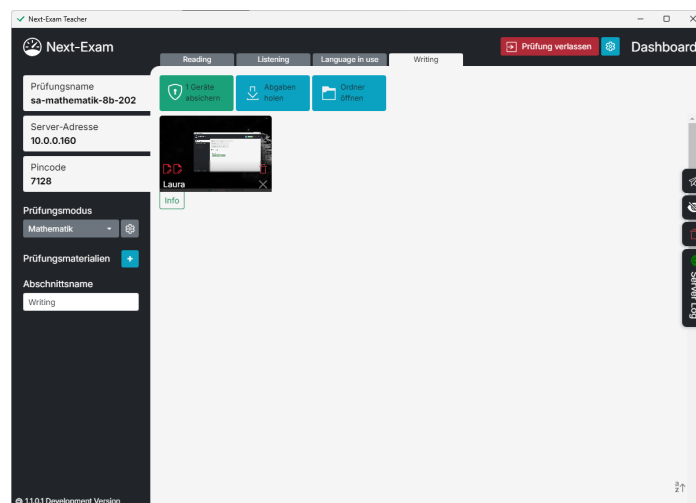 Next-Exam Teacher
Next-Exam
Reading
Listening
Language in use
Writing
Prüfung verlassen
Dashboard
Prüfungsname
sa-mathematik-8b-202
Server-Adresse
10.0.0.160
Pincode
7128
Prüfungsmodus
Mathematik
Prüfungsmaterialien
+
Abschnittsname
Writing
1 Geräte
absichern
Abgaben
holen
Ordner
öffnen
Laura
Info
Server Log
1.1.0.1 Development Version